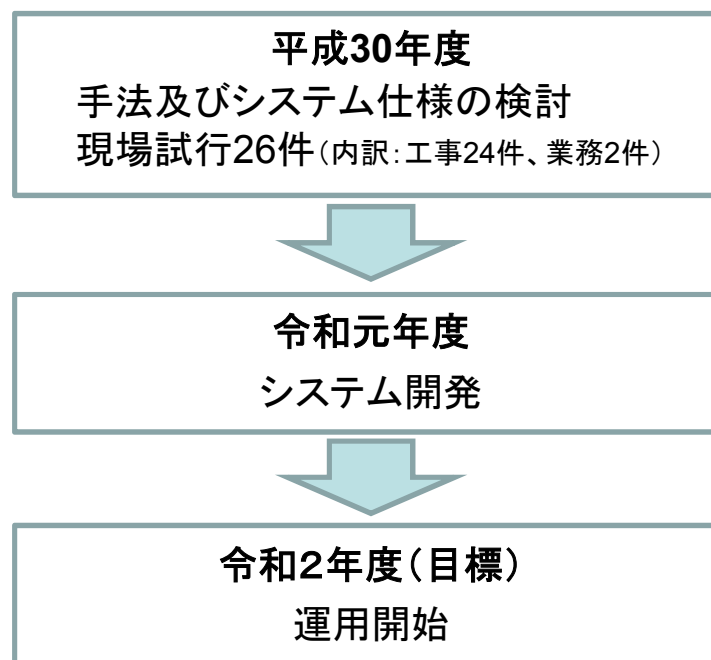 平成30年度
手法及びシステム仕様の検討
現場試行26件（内訳：工事24件、業務2件）
令和元年度
システム開発
令和２年度（目標）
運用開始